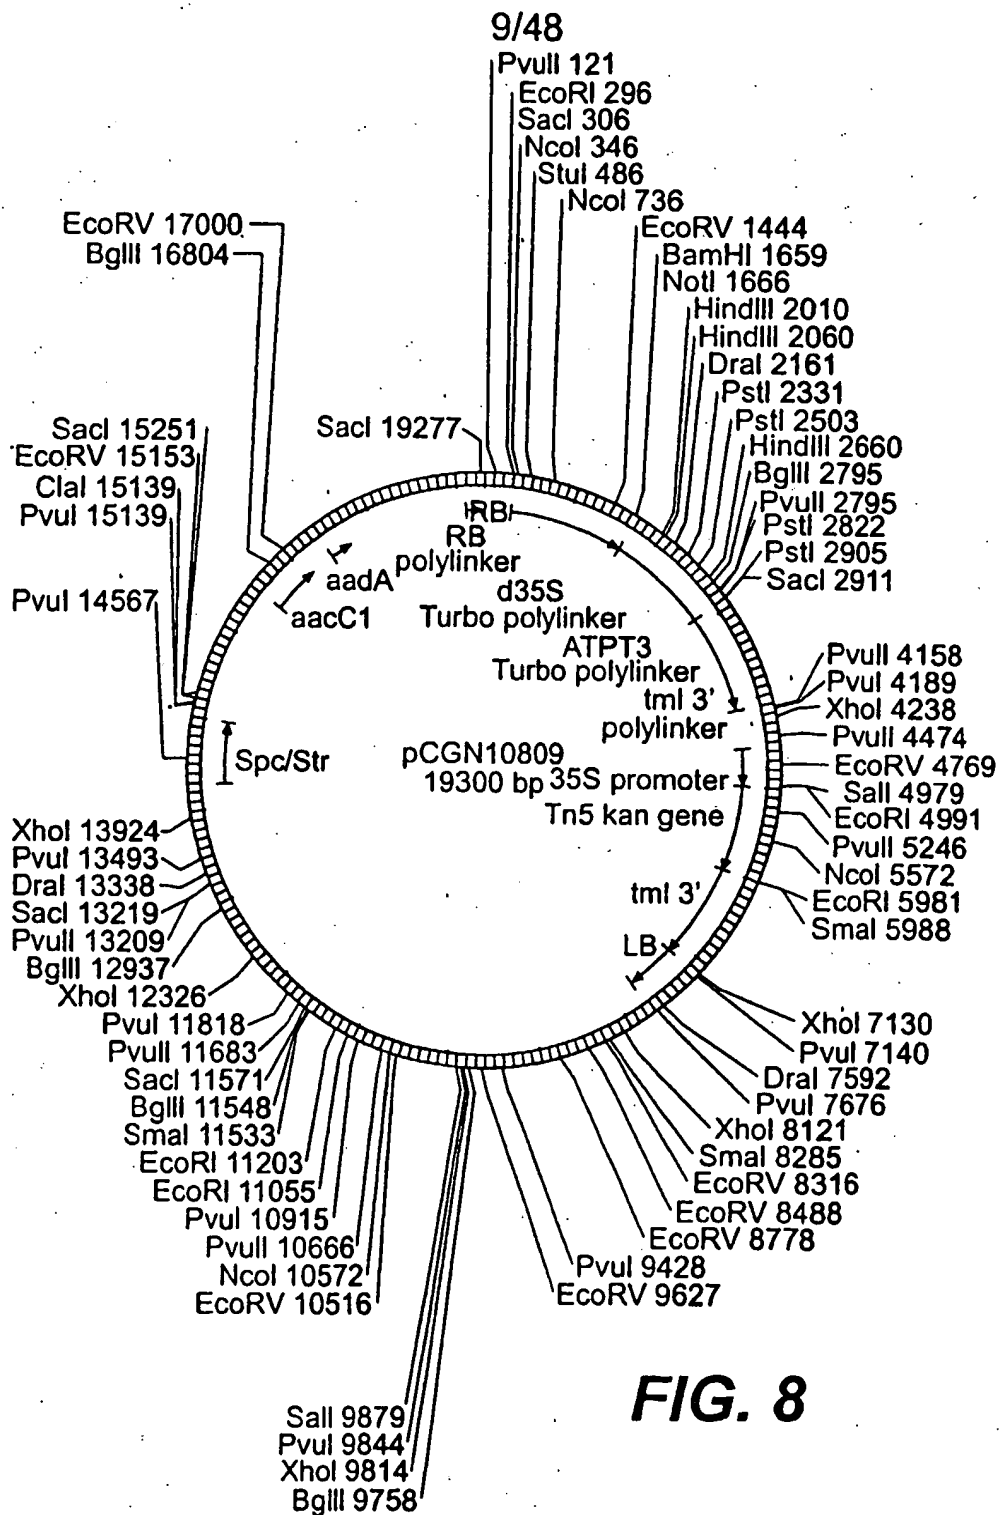 9/48
PvuII 121
EcoRI 296
SacI 306
NcoI 346
StuI 486
NcoI 736
EcoRV 1444
BamHI 1659
NotI 1666
HindIII 2010
HindIII 2060
DraI 2161
PstI 2331
PstI 2503
HindIII 2660
BglII 2795
PvuII 2795
PstI 2822
PstI 2905
SacI 2911
PvuII 4158
PvuI 4189
XhoI 4238
PvuII 4474
EcoRV 4769
SalI 4979
EcoRI 4991
PvuII 5246
NcoI 5572
EcoRI 5981
SmaI 5988
XhoI 7130
PvuI 7140
DraI 7592
PvuI 7676
XhoI 8121
SmaI 8285
EcoRV 8316
EcoRV 8488
EcoRV 8778
PvuI 9428
EcoRV 9627
BglII 9758
XhoI 9814
PvuI 9844
SalI 9879
EcoRV 10516
NcoI 10572
PvuII 10666
PvuI 10915
EcoRI 11055
EcoRI 11203
SmaI 11533
BglII 11548
SacI 11571
PvuII 11683
PvuI 11818
XhoI 12326
BglII 12937
PvuII 13209
SacI 13219
DraI 13338
PvuI 13493
XhoI 13924
PvuI 14567
PvuI 15139
ClaI 15139
EcoRV 15153
SacI 15251
BglII 16804
EcoRV 17000
SacI 19277
RB
RB
polylinker
d35S
Turbo polylinker
ATPT3
Turbo polylinker
tml 3'
polylinker
35S promoter
Tn5 kan gene
tml 3'
LB
Spc/Str
aacC1
aadA
pCGN10809
19300 bp
FIG. 8